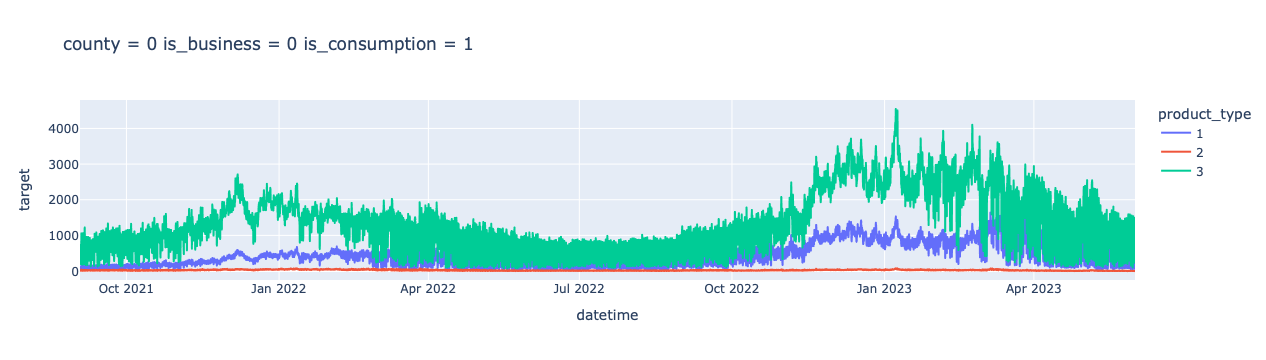 county = 0 is_business = 0 is_consumption = 1
product_type
1
2
3
target
4000
3000
2000
1000
0
Oct 2021 Jan 2022 Apr 2022 Jul 2022 Oct 2022 Jan 2023 Apr 2023
datetime